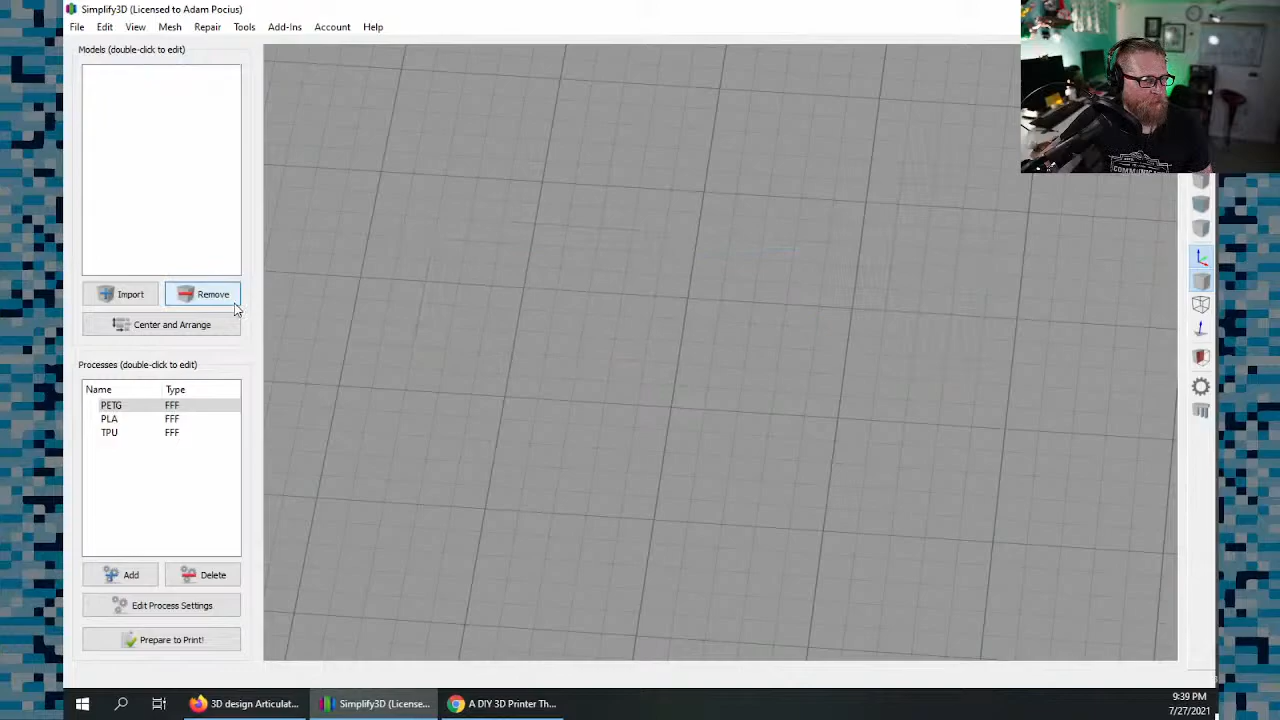 Simplify3D (Licensed to Adam Pocius)
File Edit View Mesh Repair Tools Add-Ins Account Help
Models (double-click to edit)
Import Remove
Center and Arrange
Processes (double-click to edit)
Name Type
PETG FFF
PLA FFF
TPU FFF
Add Delete
Edit Process Settings
Prepare to Print!
3D design Articulat... Simplify3D (License... A DIY 3D Printer Th... 9:39 PM
7/27/2021